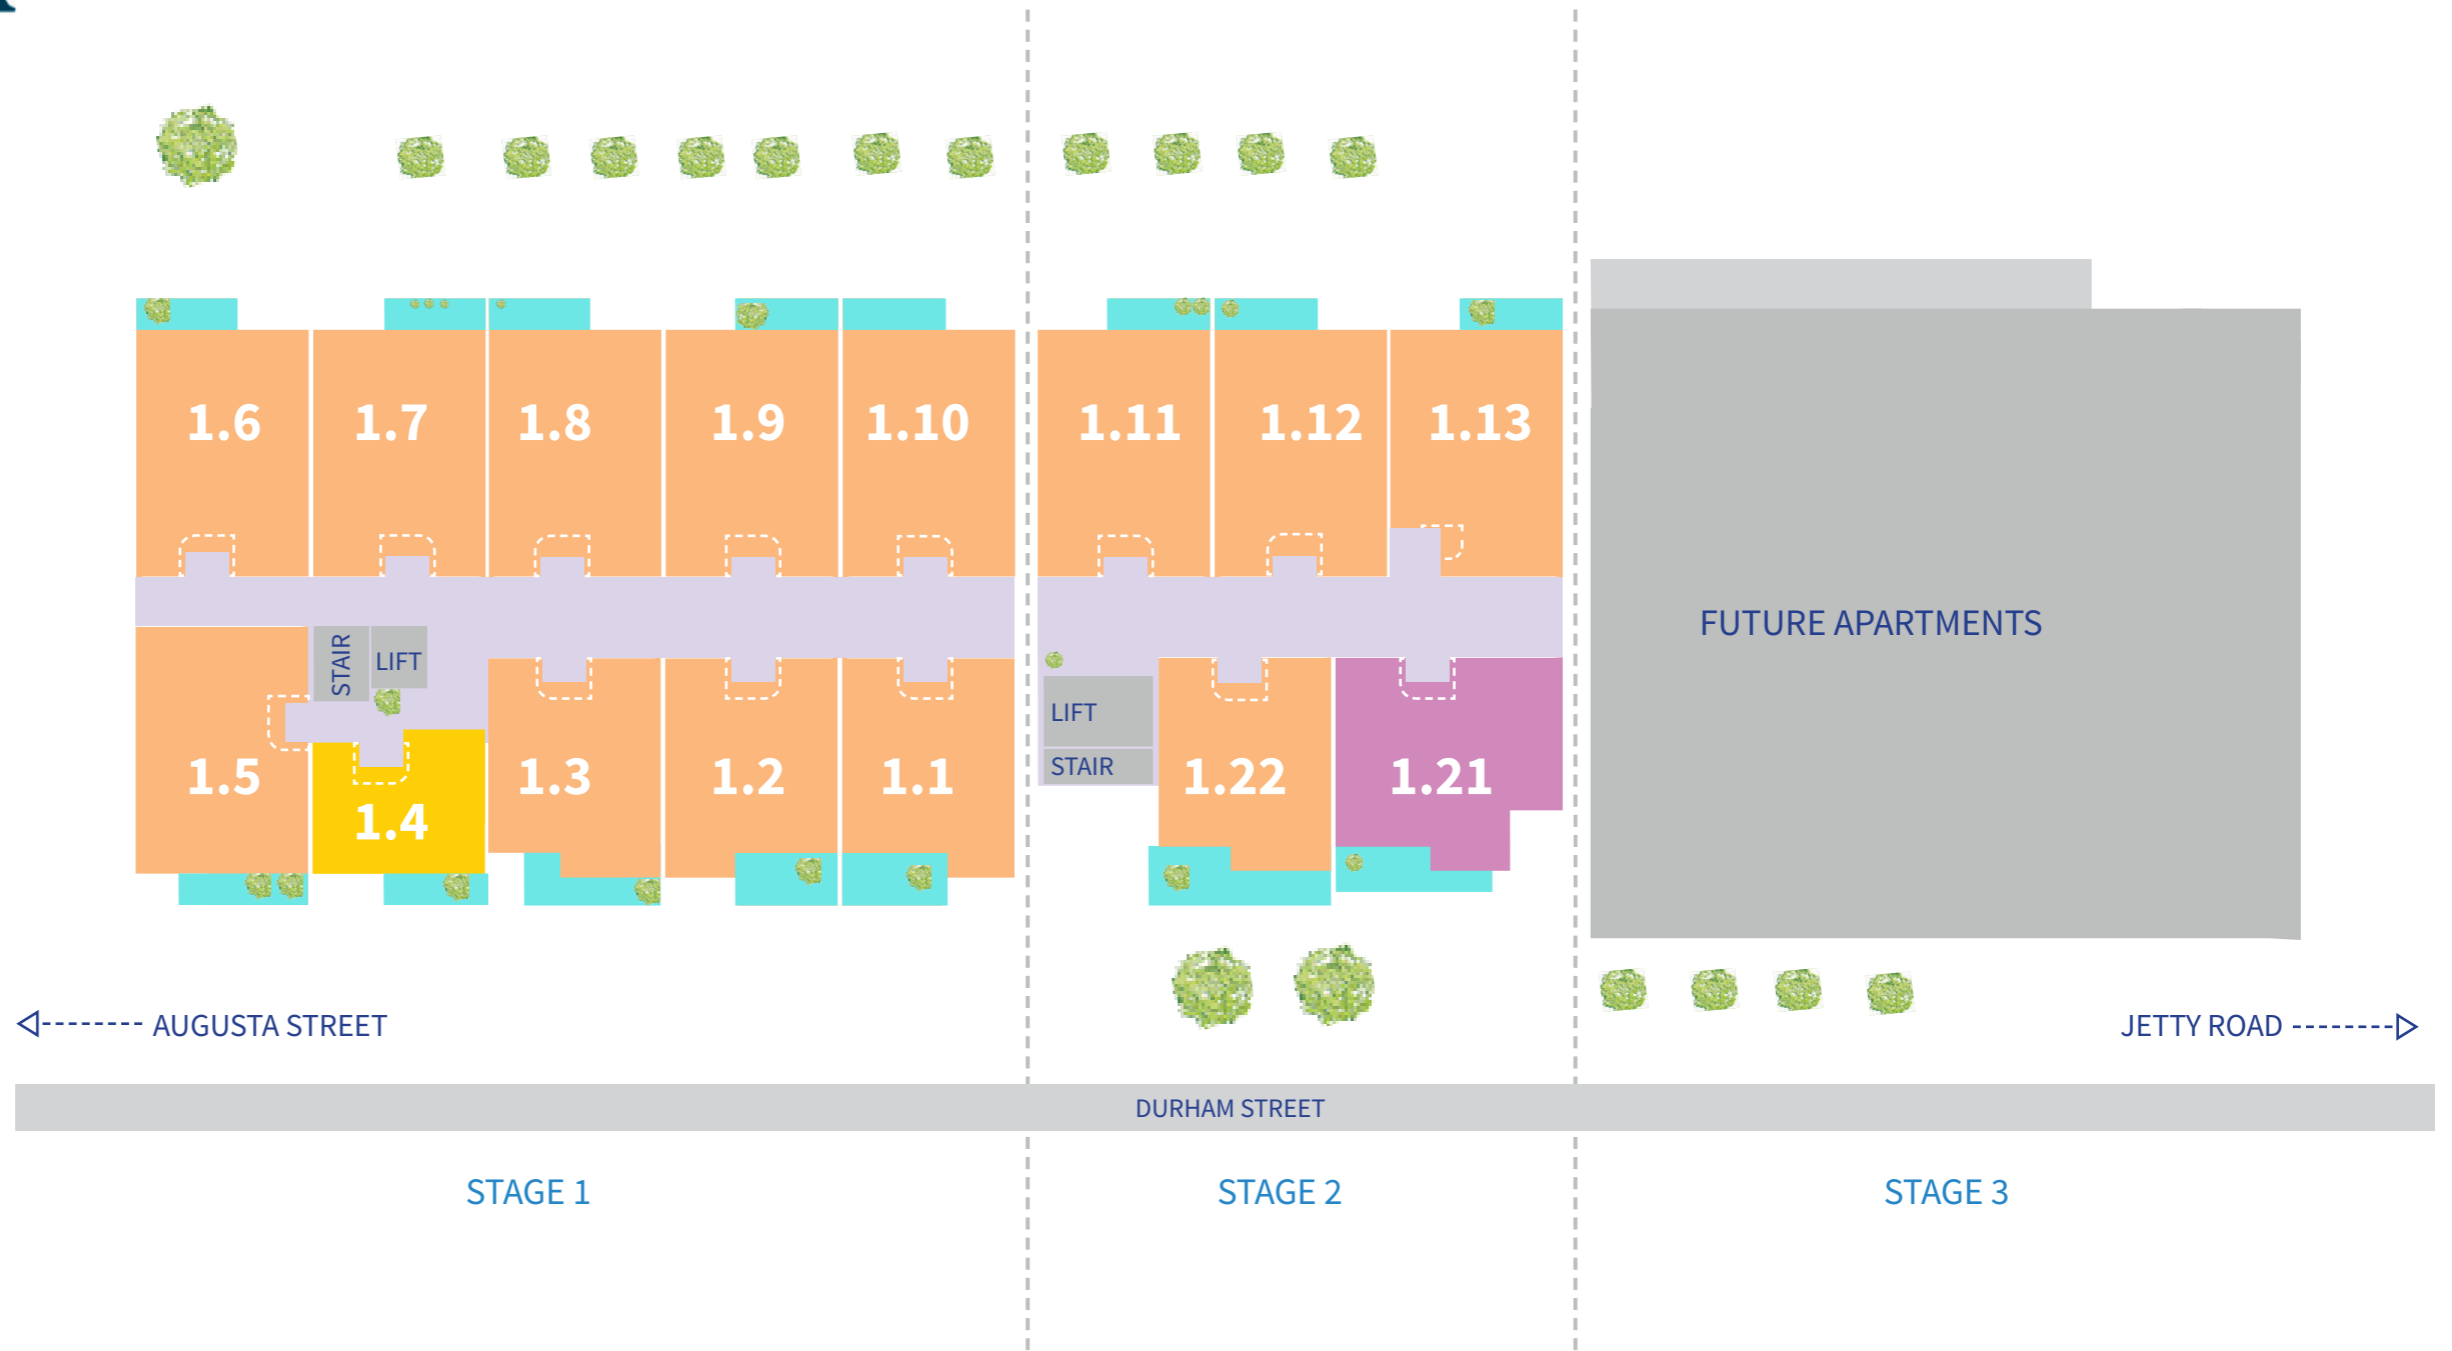 1.6
1.7
1.8
1.9
1.10
1.11
1.12
1.13
FUTURE APARTMENTS
STAIR
LIFT
LIFT
STAIR
1.5
1.4
1.3
1.2
1.1
1.22
1.21
AUGUSTA STREET
JETTY ROAD
DURHAM STREET
STAGE 1
STAGE 2
STAGE 3